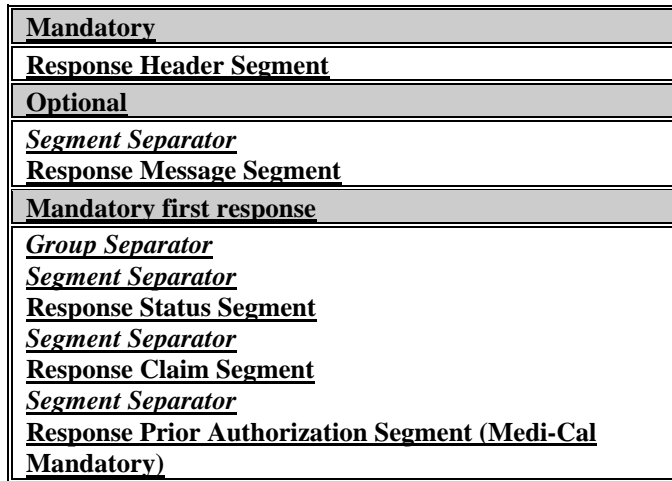 Mandatory
Response Header Segment
Optional
Segment Separator
Response Message Segment
Mandatory first response
Group Separator
Segment Separator
Response Status Segment
Segment Separator
Response Claim Segment
Segment Separator
Response Prior Authorization Segment (Medi-Cal
Mandatory)